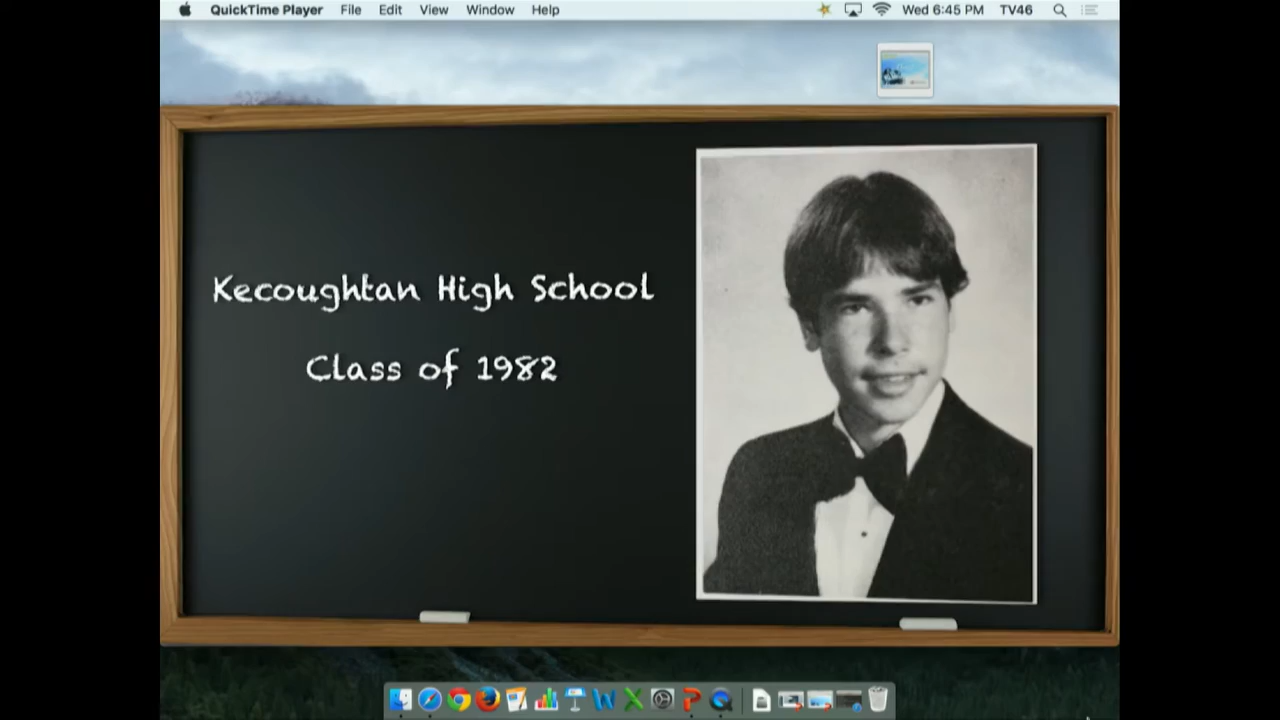 QuickTime Player File Edit View Window Help Wed 6:45 PM TV46
Kecoughtan High School
Class of 1982